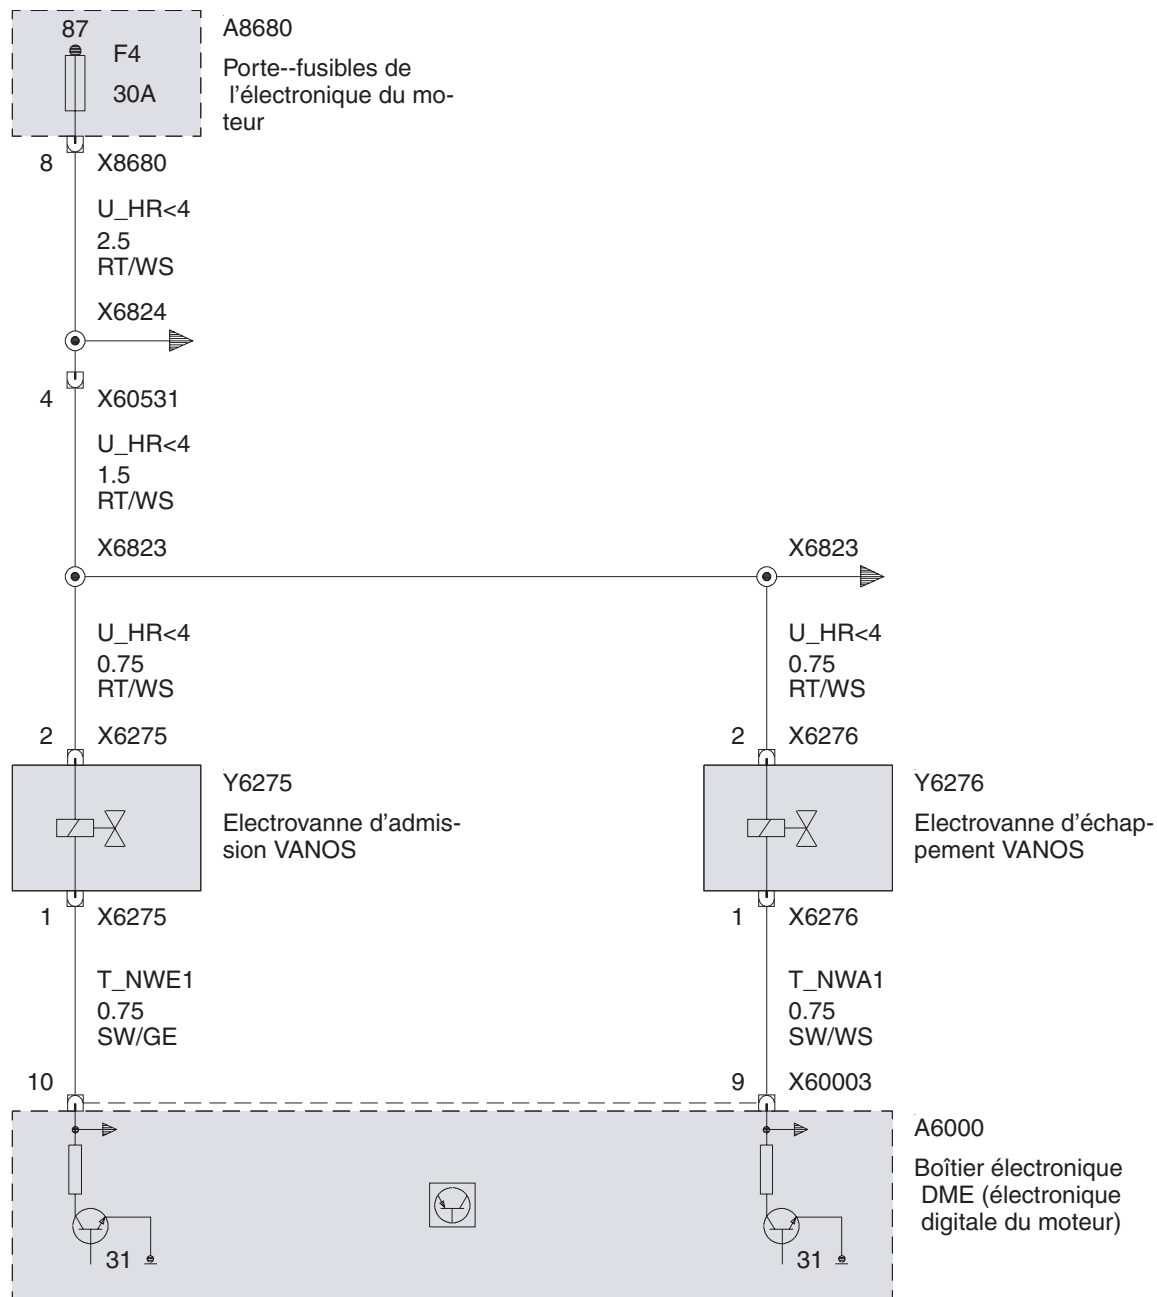 87
F4
30A
A8680
Porte--fusibles de
l'électronique du mo-
teur
8
X8680
U_HR<4
2.5
RT/WS
X6824
4
X60531
U_HR<4
1.5
RT/WS
X6823
X6823
U_HR<4
0.75
RT/WS
U_HR<4
0.75
RT/WS
2
X6275
2
X6276
Y6275
Electrovanne d'admis-
sion VANOS
Y6276
Electrovanne d'échap-
pement VANOS
1
X6275
1
X6276
T_NWE1
0.75
SW/GE
T_NWA1
0.75
SW/WS
10
9
X60003
A6000
Boîtier électronique
DME (électronique
digitale du moteur)
31
31